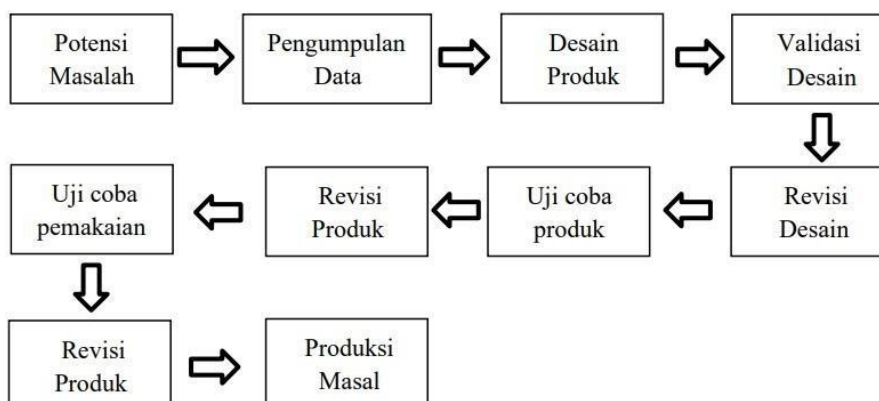 Potensi
Masalah
Pengumpulan
Data
Desain
Produk
Validasi
Desain
Revisi
Desain
Uji coba
produk
Revisi
Produk
Uji coba
pemakaian
Revisi
Produk
Produksi
Masal